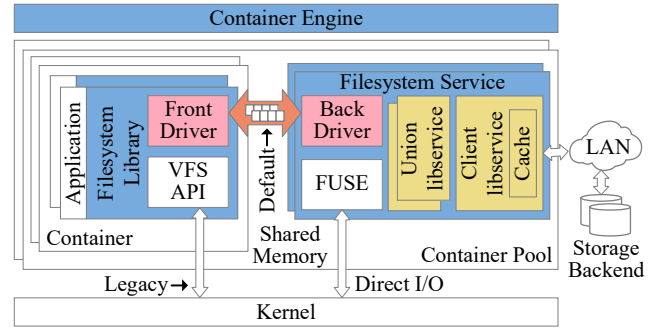 Container Engine
Filesystem Service
Application
Filesystem
Library
Front
Driver
VFS
API
Default→
Back
Driver
FUSE
Union
libservice
Client
libservice
Cache
LAN
Container
Shared
Memory
Container Pool
Storage
Backend
Legacy→
Direct I/O
Kernel